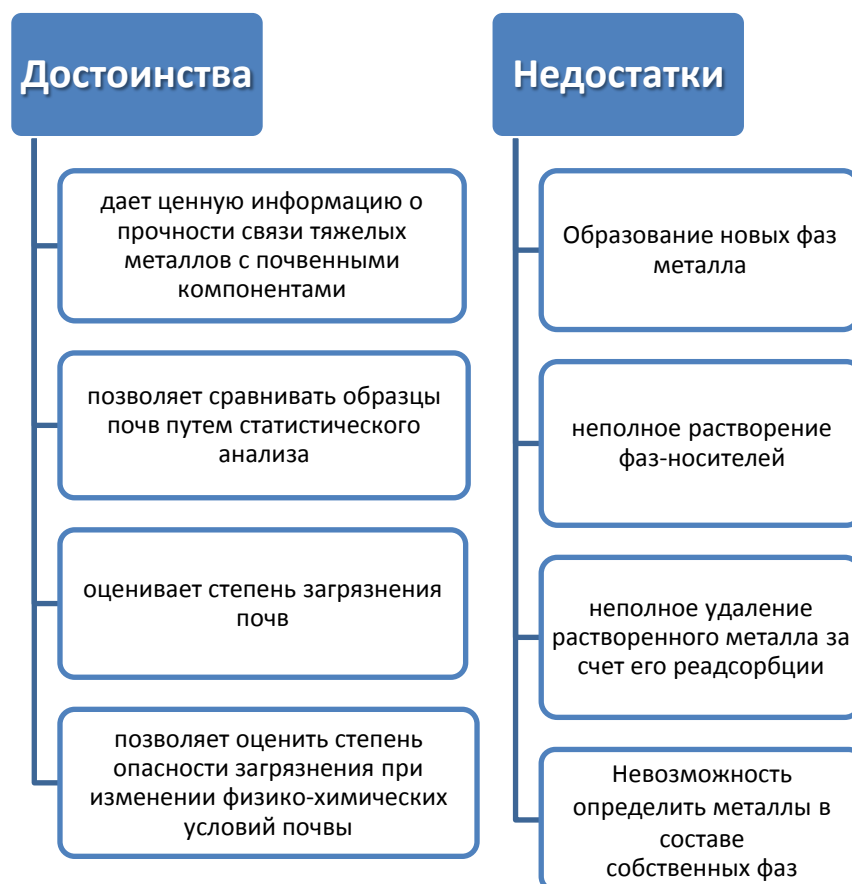 Достоинства
дает ценную информацию о
прочности связи тяжелых
металлов с почвенными
компонентами
позволяет сравнивать образцы
почв путем статистического
анализа
оценивает степень загрязнения
почв
позволяет оценить степень
опасности загрязнения при
изменении физико-химических
условий почвы
Недостатки
Образование новых фаз
металла
неполное растворение
фаз-носителей
неполное удаление
растворенного металла за
счет его реадсорбции
Невозможность
определить металлы в
составе
собственных фаз